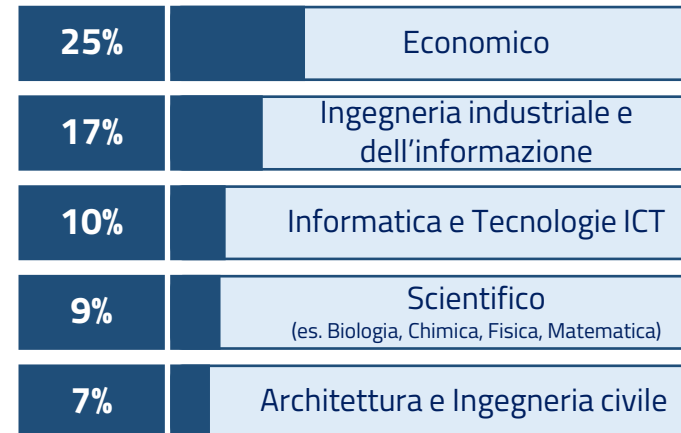 25%
Economico
17%
Ingegneria industriale e
dell’informazione
10%
Informatica e Tecnologie ICT
9%
Scientifico
(es. Biologia, Chimica, Fisica, Matematica)
7%
Architettura e Ingegneria civile